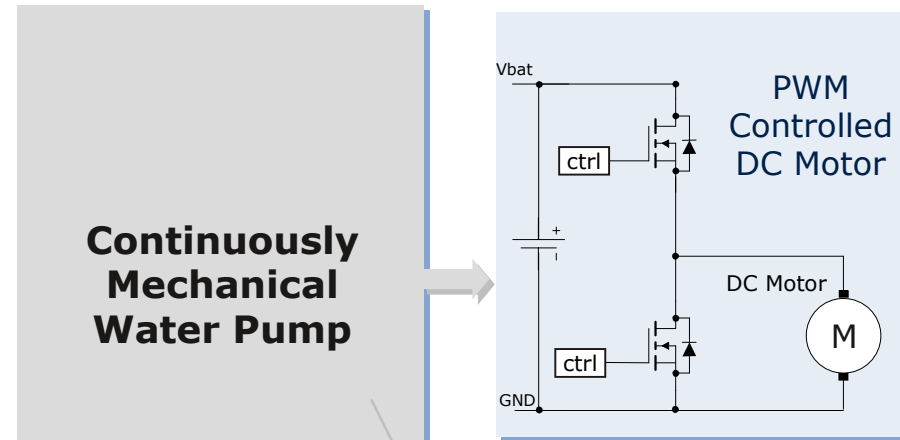 Continuously
Mechanical
Water Pump
Vbat
PWM
Controlled
DC Motor
ctrl
+
−
DC Motor
M
ctrl
GND